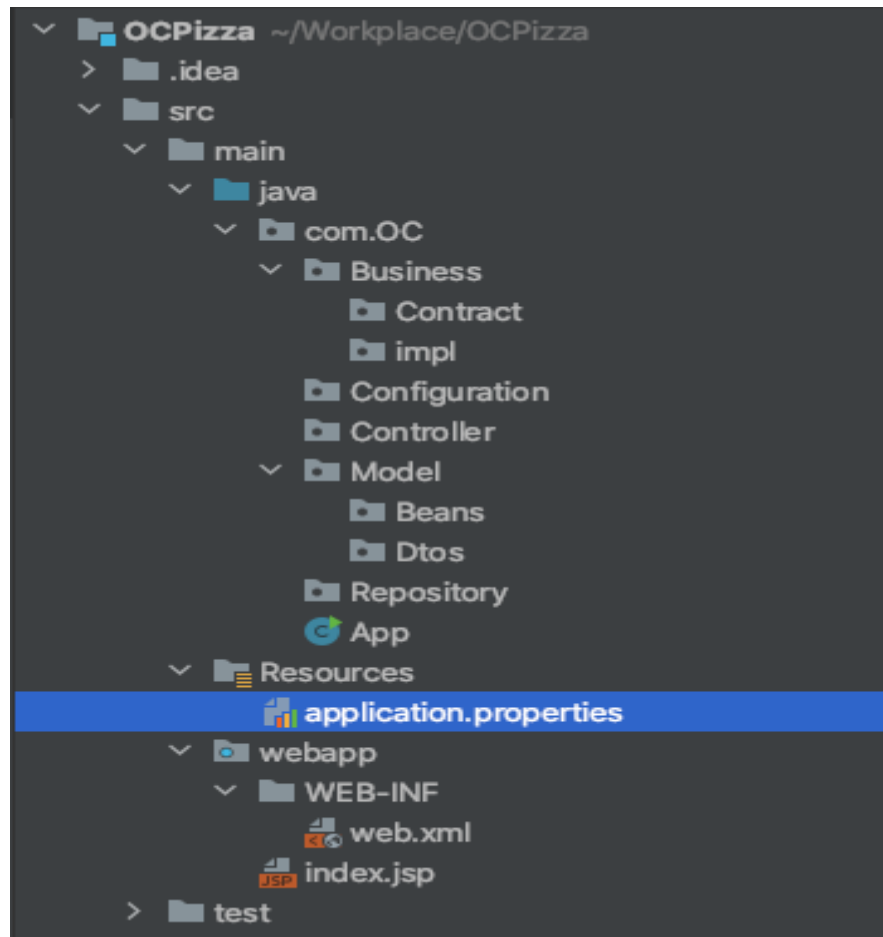 OCPizza ~/Workplace/OCPizza
.idea
src
main
java
com.OC
Business
Contract
impl
Configuration
Controller
Model
Beans
Dtos
Repository
C App
Resources
application.properties
webapp
WEB-INF
web.xml
JSP index.jsp
test